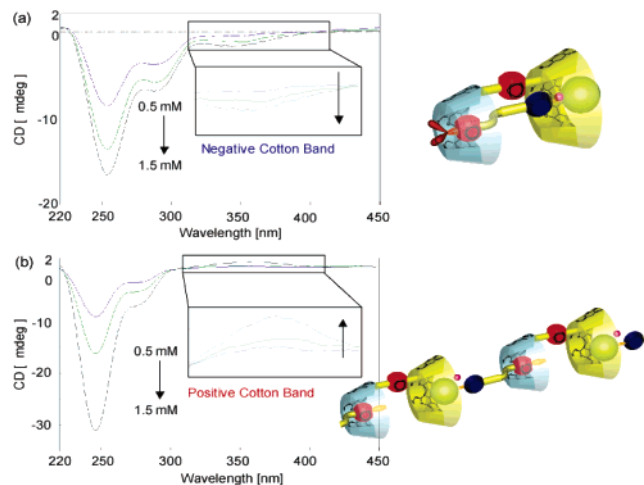 (a)
2
0
-10
-20
CD [ mdeg]
0.5 mM
1.5 mM
Negative Cotton Band
220 250 300 350 400 450
Wavelength [nm]
(b)
2
0
-10
-20
-30
CD [ mdeg]
0.5 mM
1.5 mM
Positive Cotton Band
220 250 300 350 400 450
Wavelength [nm]